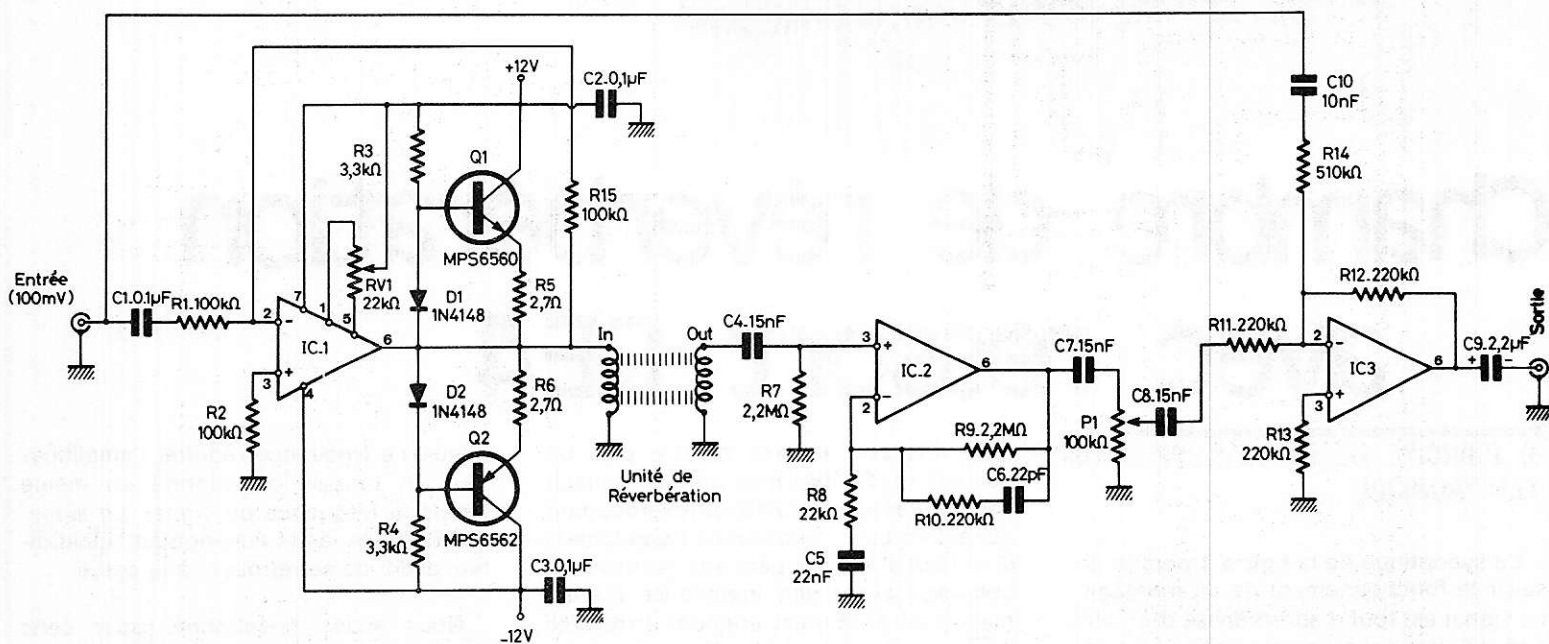 +12V
C2.0,1µF
C10
10nF
R3
3,3kΩ
Q1
MPS6560
R15
100kΩ
R14
510kΩ
Entrée
(100mV)
C1.0.1µF
R1.100kΩ
7
1
RV1
22kΩ
5
2
-
IC.1
6
+
3
4
D1
1N4148
R5
2,7Ω
R2
100kΩ
D2
1N4148
R6
2,7Ω
Q2
MPS6562
R4
3,3kΩ
C3.0,1µF
-12V
In
Out
Unité de
Réverbération
C4.15nF
R7
2,2MΩ
3
+
IC.2
6
-
2
R9.2,2MΩ
C6.22pF
R10.220kΩ
R8
22kΩ
C5
22nF
C7.15nF
P1
100kΩ
C8.15nF
R11.220kΩ
R12.220kΩ
2
-
IC3
6
+
3
R13
220kΩ
C9.2,2µF
+
-
Sortie